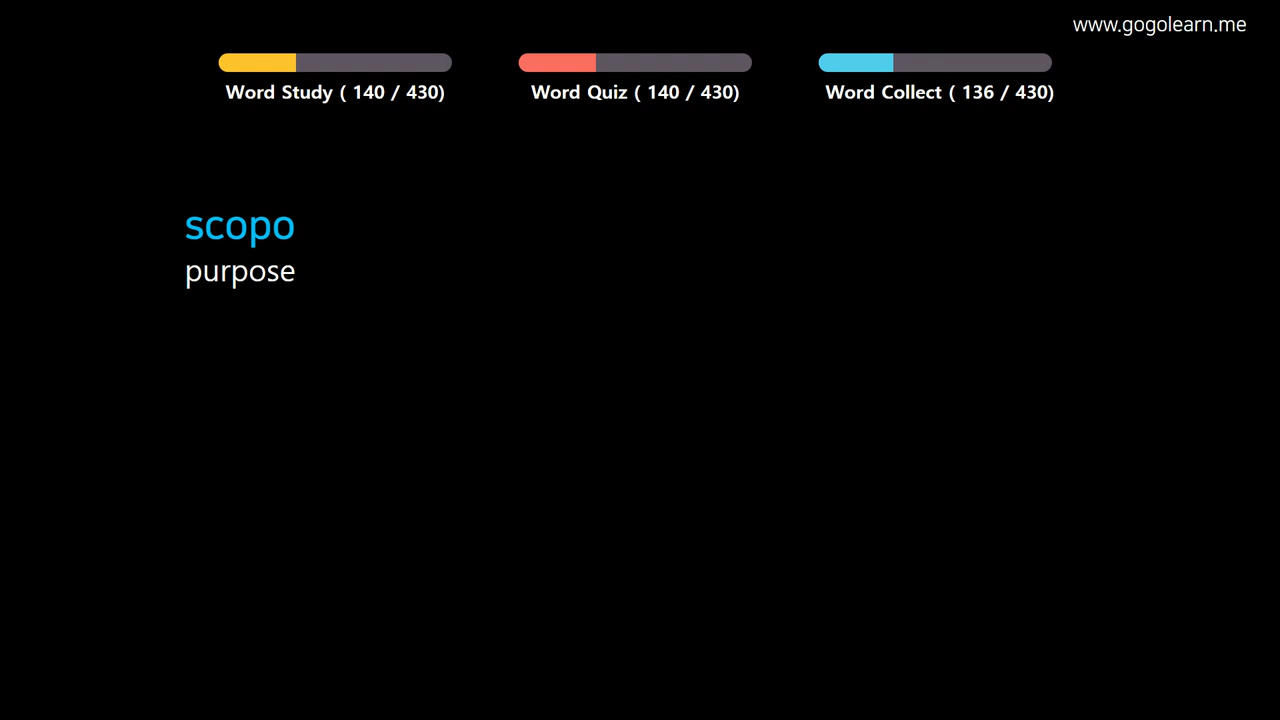 www.gogolearn.me
Word Study ( 140 / 430)
Word Quiz ( 140 / 430)
Word Collect ( 136 / 430)
scopo
purpose